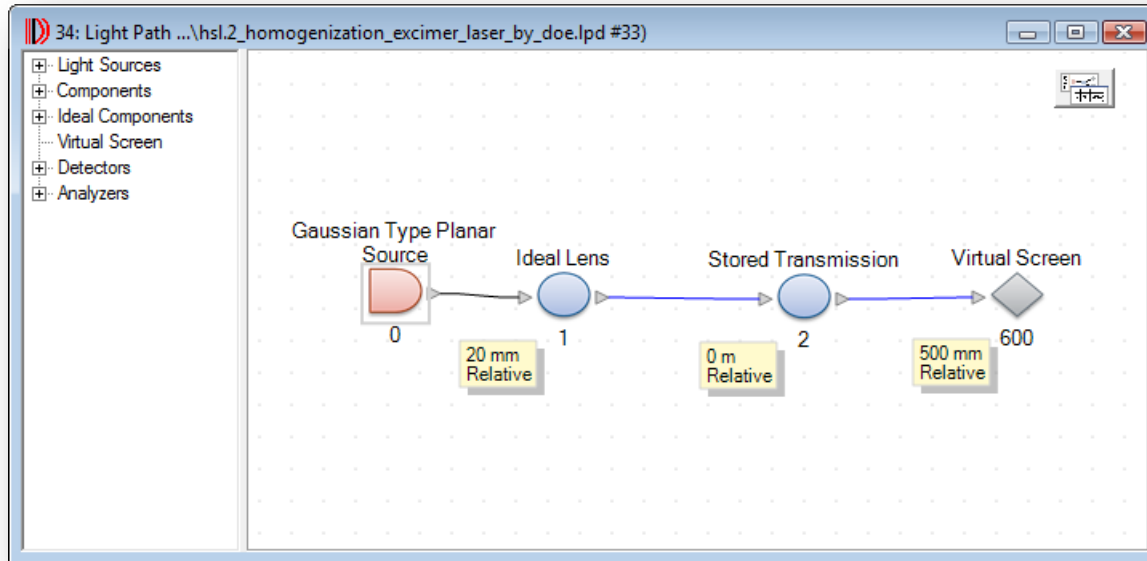 34: Light Path ...\hsl.2_homogenization_excimer_laser_by_doe.lpd #33)
Light Sources
Components
Ideal Components
Virtual Screen
Detectors
Analyzers
Gaussian Type Planar
Source
Ideal Lens
Stored Transmission
Virtual Screen
0
1
2
600
20 mm
Relative
0 m
Relative
500 mm
Relative